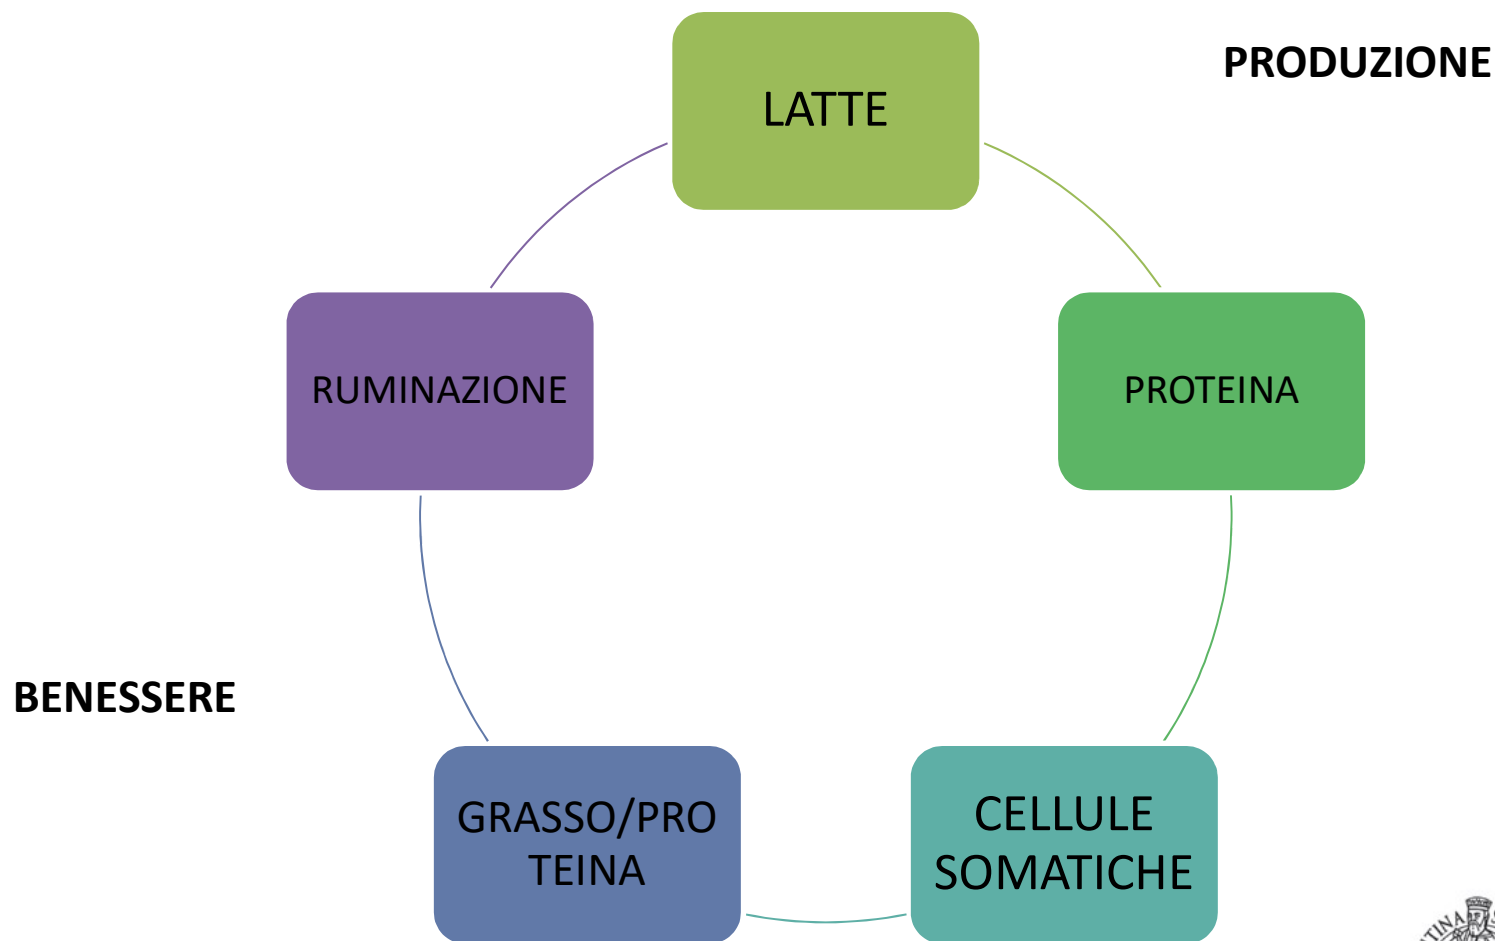 PRODUZIONE
LATTE
RUMINAZIONE
PROTEINA
BENESSERE
GRASSO/PRO
TEINA
CELLULE
SOMATICHE